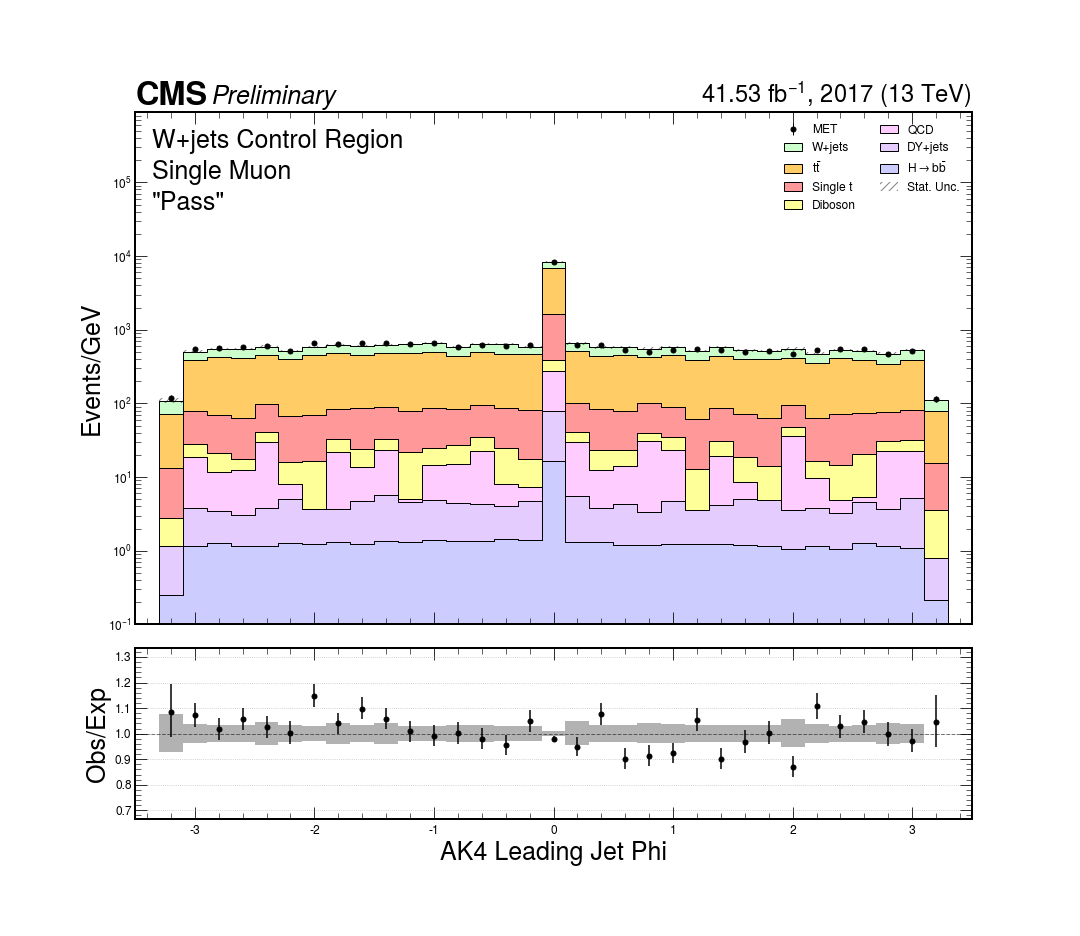 CMS Preliminary
41.53 fb⁻¹, 2017 (13 TeV)
W+jets Control Region
Single Muon
"Pass"
MET
W+jets
tt̄
Single t
Diboson
QCD
DY+jets
H→bb̄
Stat. Unc.
Events/GeV
10⁵
10⁴
10³
10²
10¹
10⁰
10⁻¹
Obs/Exp
1.3
1.2
1.1
1.0
0.9
0.8
0.7
-3 -2 -1 0 1 2 3
AK4 Leading Jet Phi